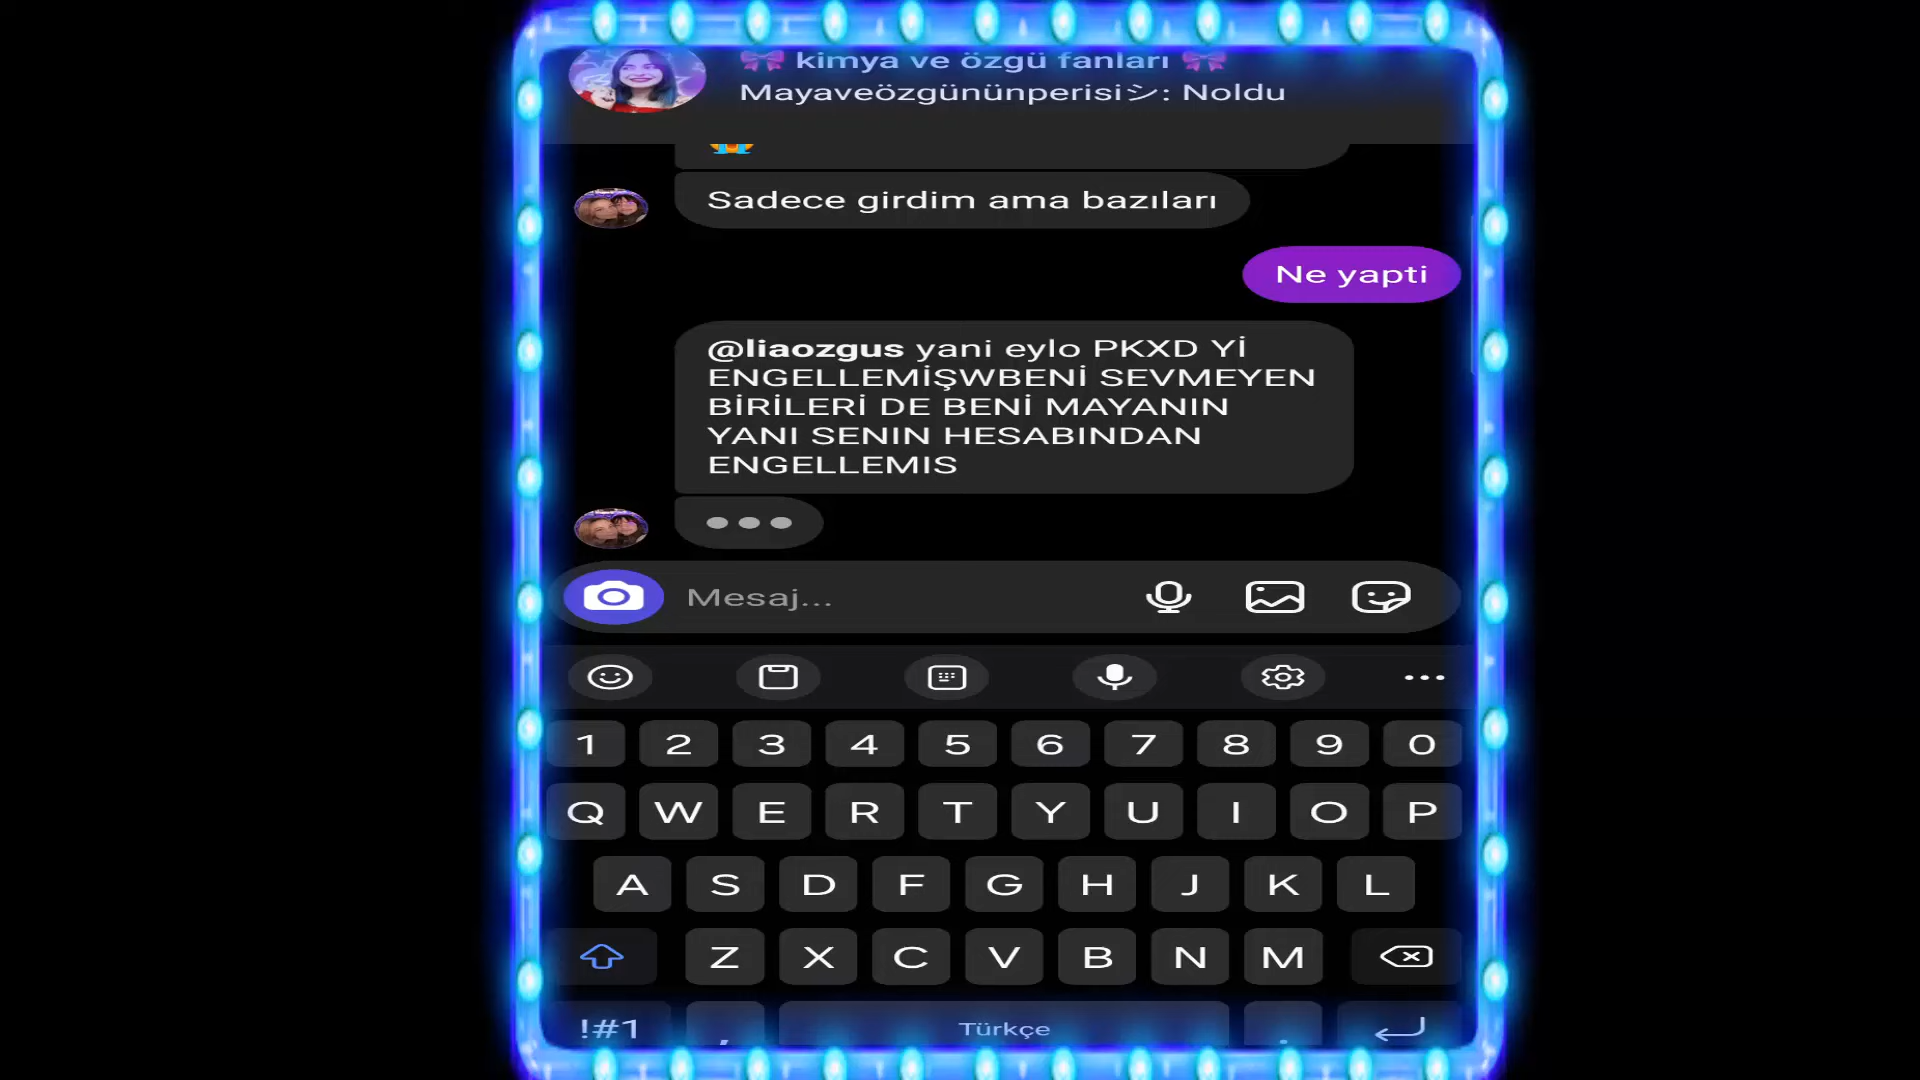 🎀 kimya ve özgü fanları 🎀
Mayaveözgününperisiシ: Noldu
Sadece girdim ama bazıları
Ne yapti
@liaozgus yani eylo PKXD Yİ
ENGELLEMİŞWBENİ SEVMEYEN
BİRİLERİ DE BENİ MAYANIN
YANI SENIN HESABINDAN
ENGELLEMIS
Mesaj...
1 2 3 4 5 6 7 8 9 0
Q W E R T Y U I O P
A S D F G H J K L
Z X C V B N M
!#1 , Türkçe .